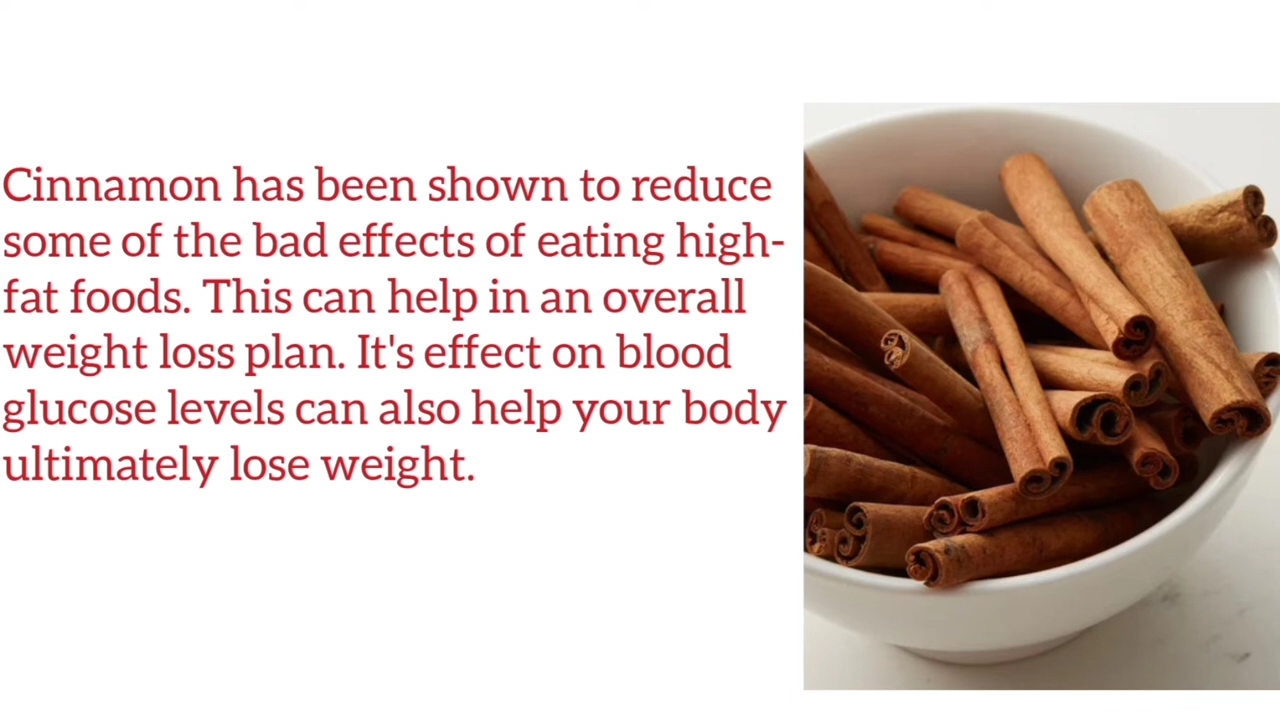 Cinnamon has been shown to reduce
some of the bad effects of eating high-
fat foods. This can help in an overall
weight loss plan. It's effect on blood
glucose levels can also help your body
ultimately lose weight.